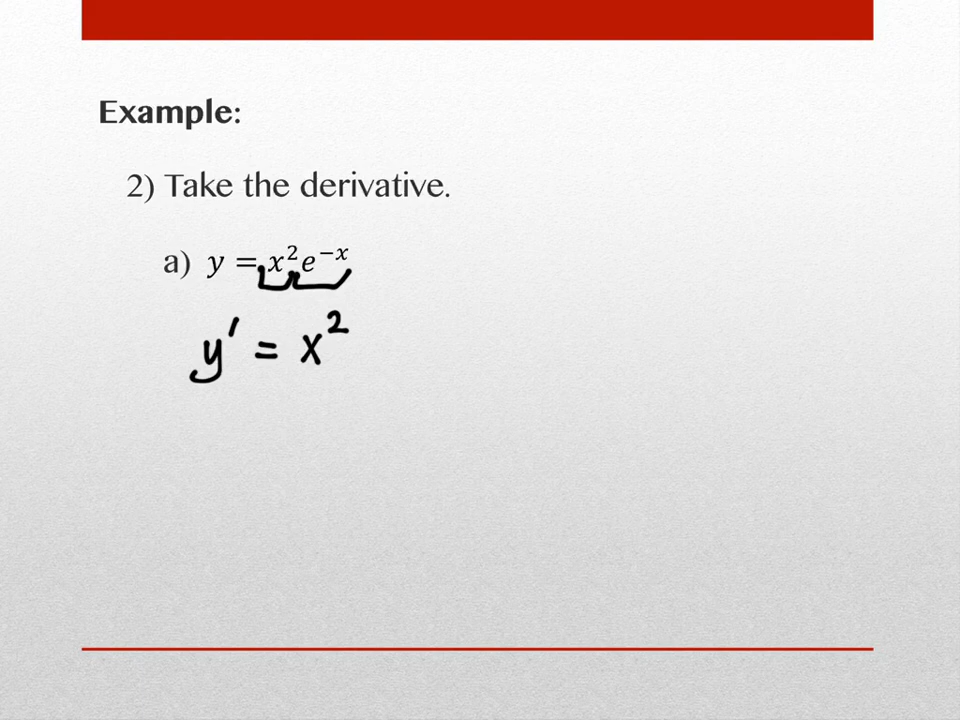 Example:
2) Take the derivative.
a) y = x²e⁻ˣ
y' = x²